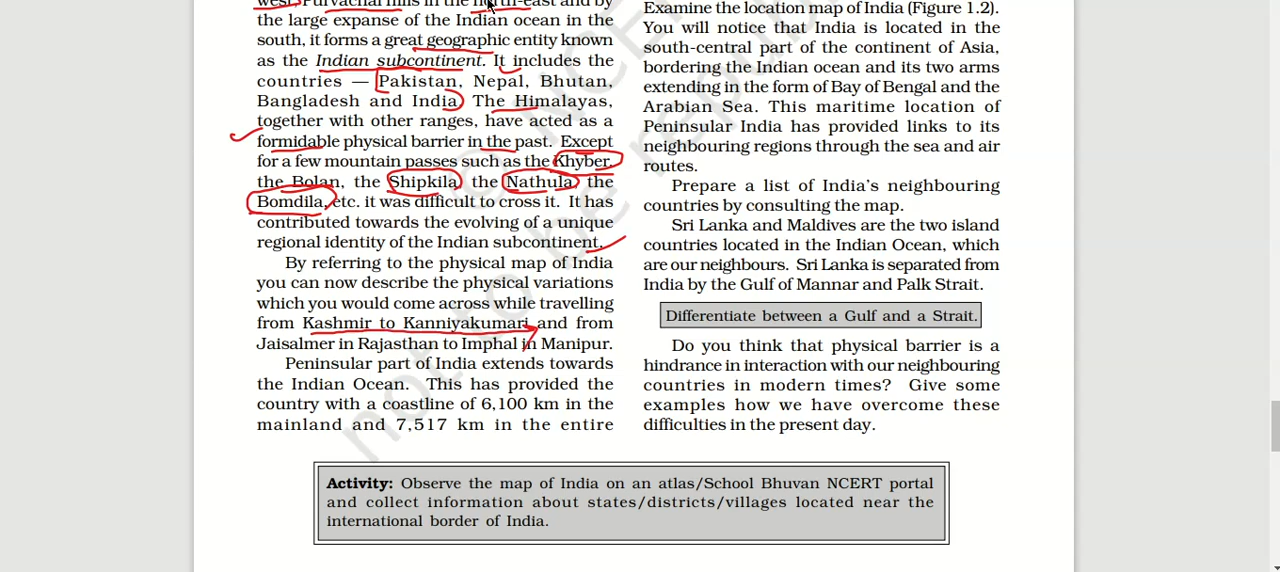 west, Purvachal hills in the north-east and by
the large expanse of the Indian ocean in the
south, it forms a great geographic entity known
as the Indian subcontinent. It includes the
countries — Pakistan, Nepal, Bhutan,
Bangladesh and India. The Himalayas,
together with other ranges, have acted as a
formidable physical barrier in the past. Except
for a few mountain passes such as the Khyber,
the Bolan, the Shipkila, the Nathula, the
Bomdila, etc. it was difficult to cross it. It has
contributed towards the evolving of a unique
regional identity of the Indian subcontinent.
By referring to the physical map of India
you can now describe the physical variations
which you would come across while travelling
from Kashmir to Kanniyakumari and from
Jaisalmer in Rajasthan to Imphal in Manipur.
Peninsular part of India extends towards
the Indian Ocean. This has provided the
country with a coastline of 6,100 km in the
mainland and 7,517 km in the entire
Examine the location map of India (Figure 1.2).
You will notice that India is located in the
south-central part of the continent of Asia,
bordering the Indian ocean and its two arms
extending in the form of Bay of Bengal and the
Arabian Sea. This maritime location of
Peninsular India has provided links to its
neighbouring regions through the sea and air
routes.
Prepare a list of India's neighbouring
countries by consulting the map.
Sri Lanka and Maldives are the two island
countries located in the Indian Ocean, which
are our neighbours. Sri Lanka is separated from
India by the Gulf of Mannar and Palk Strait.
Differentiate between a Gulf and a Strait.
Do you think that physical barrier is a
hindrance in interaction with our neighbouring
countries in modern times? Give some
examples how we have overcome these
difficulties in the present day.
Activity: Observe the map of India on an atlas/School Bhuvan NCERT portal
and collect information about states/districts/villages located near the
international border of India.
© NCERT
not to be republ